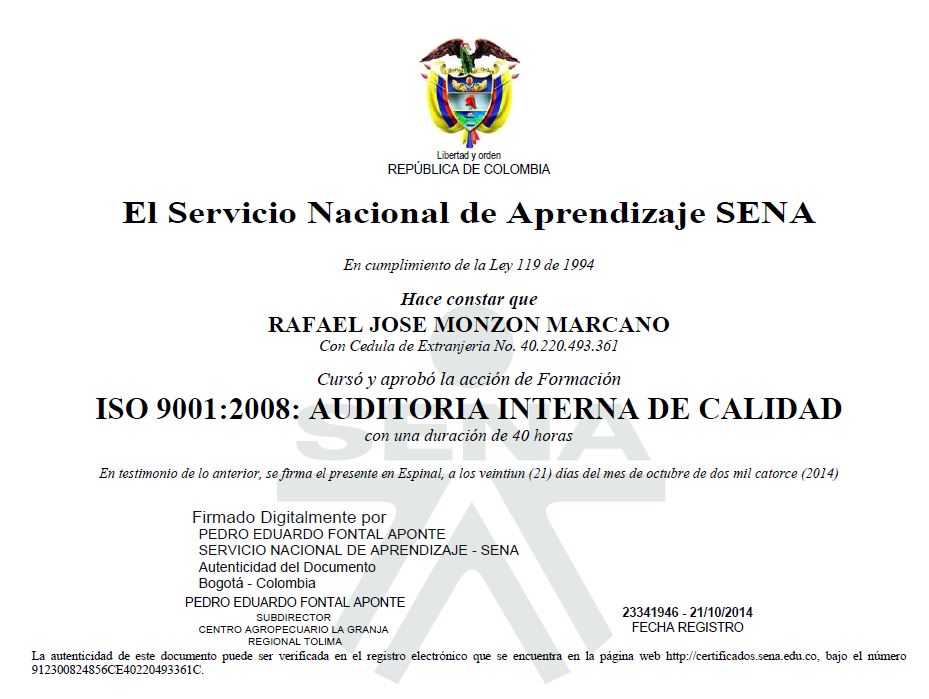 Libertad y orden
REPÚBLICA DE COLOMBIA
El Servicio Nacional de Aprendizaje SENA
En cumplimiento de la Ley 119 de 1994
Hace constar que
RAFAEL JOSE MONZON MARCANO
Con Cedula de Extranjeria No. 40.220.493.361
Cursó y aprobó la acción de Formación
ISO 9001:2008: AUDITORIA INTERNA DE CALIDAD
SENA
con una duración de 40 horas
En testimonio de lo anterior, se firma el presente en Espinal, a los veintiun (21) días del mes de octubre de dos mil catorce (2014)
Firmado Digitalmente por
PEDRO EDUARDO FONTAL APONTE
SERVICIO NACIONAL DE APRENDIZAJE - SENA
Autenticidad del Documento
Bogotá - Colombia
PEDRO EDUARDO FONTAL APONTE
SUBDIRECTOR
CENTRO AGROPECUARIO LA GRANJA
REGIONAL TOLIMA
23341946 - 21/10/2014
FECHA REGISTRO
La autenticidad de este documento puede ser verificada en el registro electrónico que se encuentra en la página web http://certificados.sena.edu.co, bajo el número
912300824856CE40220493361C.